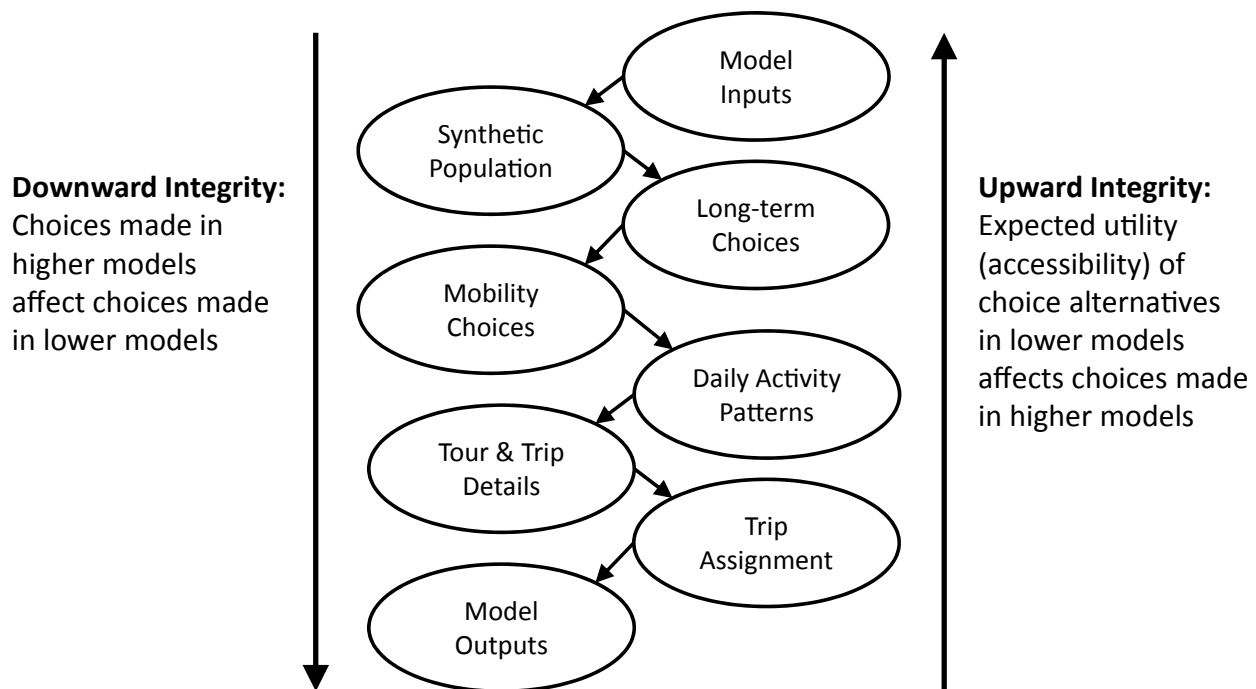 Model
Inputs
Synthetic
Population
Long-term
Choices
Mobility
Choices
Daily Activity
Patterns
Tour & Trip
Details
Trip
Assignment
Model
Outputs
Downward Integrity:
Choices made in
higher models
affect choices made
in lower models
Upward Integrity:
Expected utility
(accessibility) of
choice alternatives
in lower models
affects choices made
in higher models